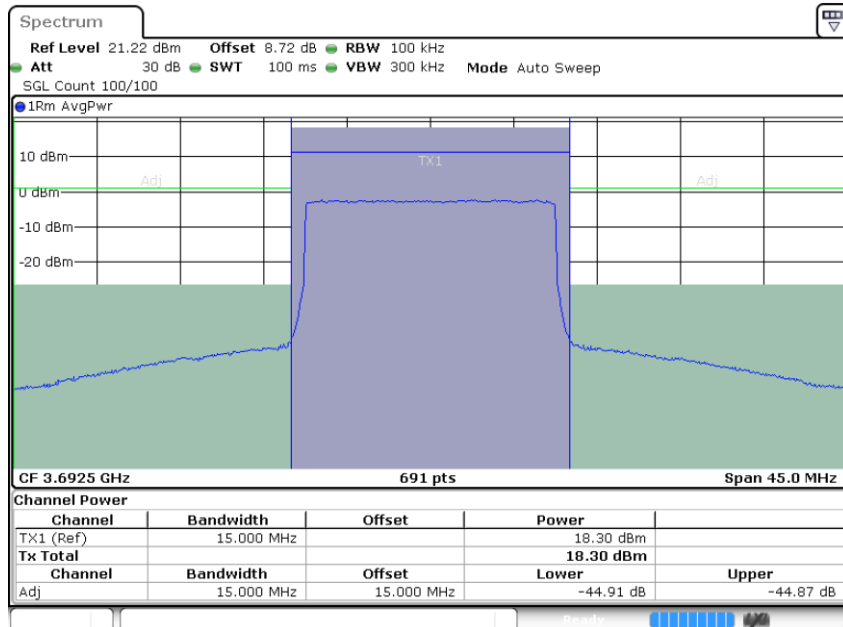 Spectrum
Ref Level 21.22 dBm Offset 8.72 dB RBW 100 kHz
Att 30 dB SWT 100 ms VBW 300 kHz Mode Auto Sweep
SGL Count 100/100
1Rm AvgPwr
10 dBm
TX1
Adj Adj
0 dBm
-10 dBm
-20 dBm
CF 3.6925 GHz 691 pts Span 45.0 MHz
Channel Power
Channel Bandwidth Offset Power
TX1 (Ref) 15.000 MHz 18.30 dBm
Tx Total 18.30 dBm
Channel Bandwidth Offset Lower Upper
Adj 15.000 MHz 15.000 MHz -44.91 dB -44.87 dB
Ready